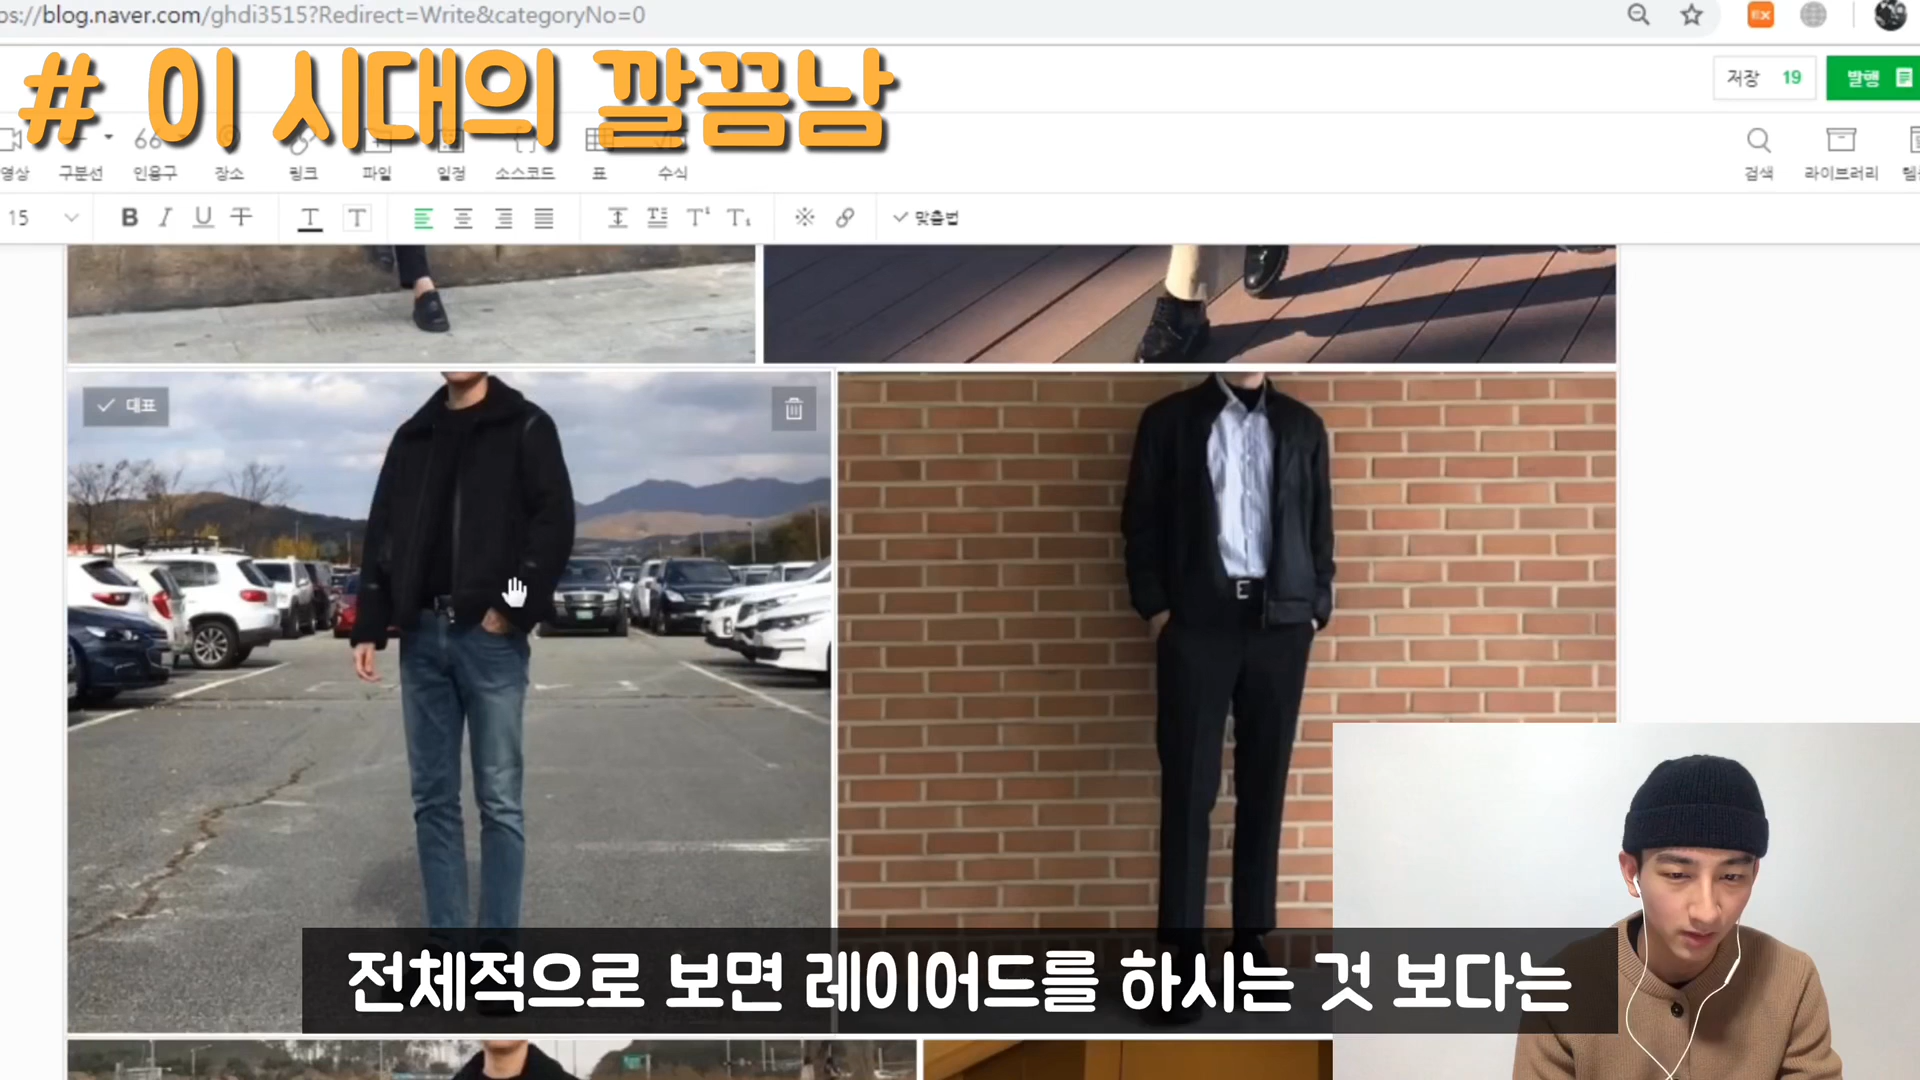 ps://blog.naver.com/ghdi3515?Redirect=Write&categoryNo=0
# 이 시대의 깔끔남
저장 19
발행
영상 구분선 인용구 장소 링크 파일 일정 소스코드 표 수식
검색 라이브러리
15
B I U T T T T T
맞춤법
대표
전체적으로 보면 레이어드를 하시는 것 보다는